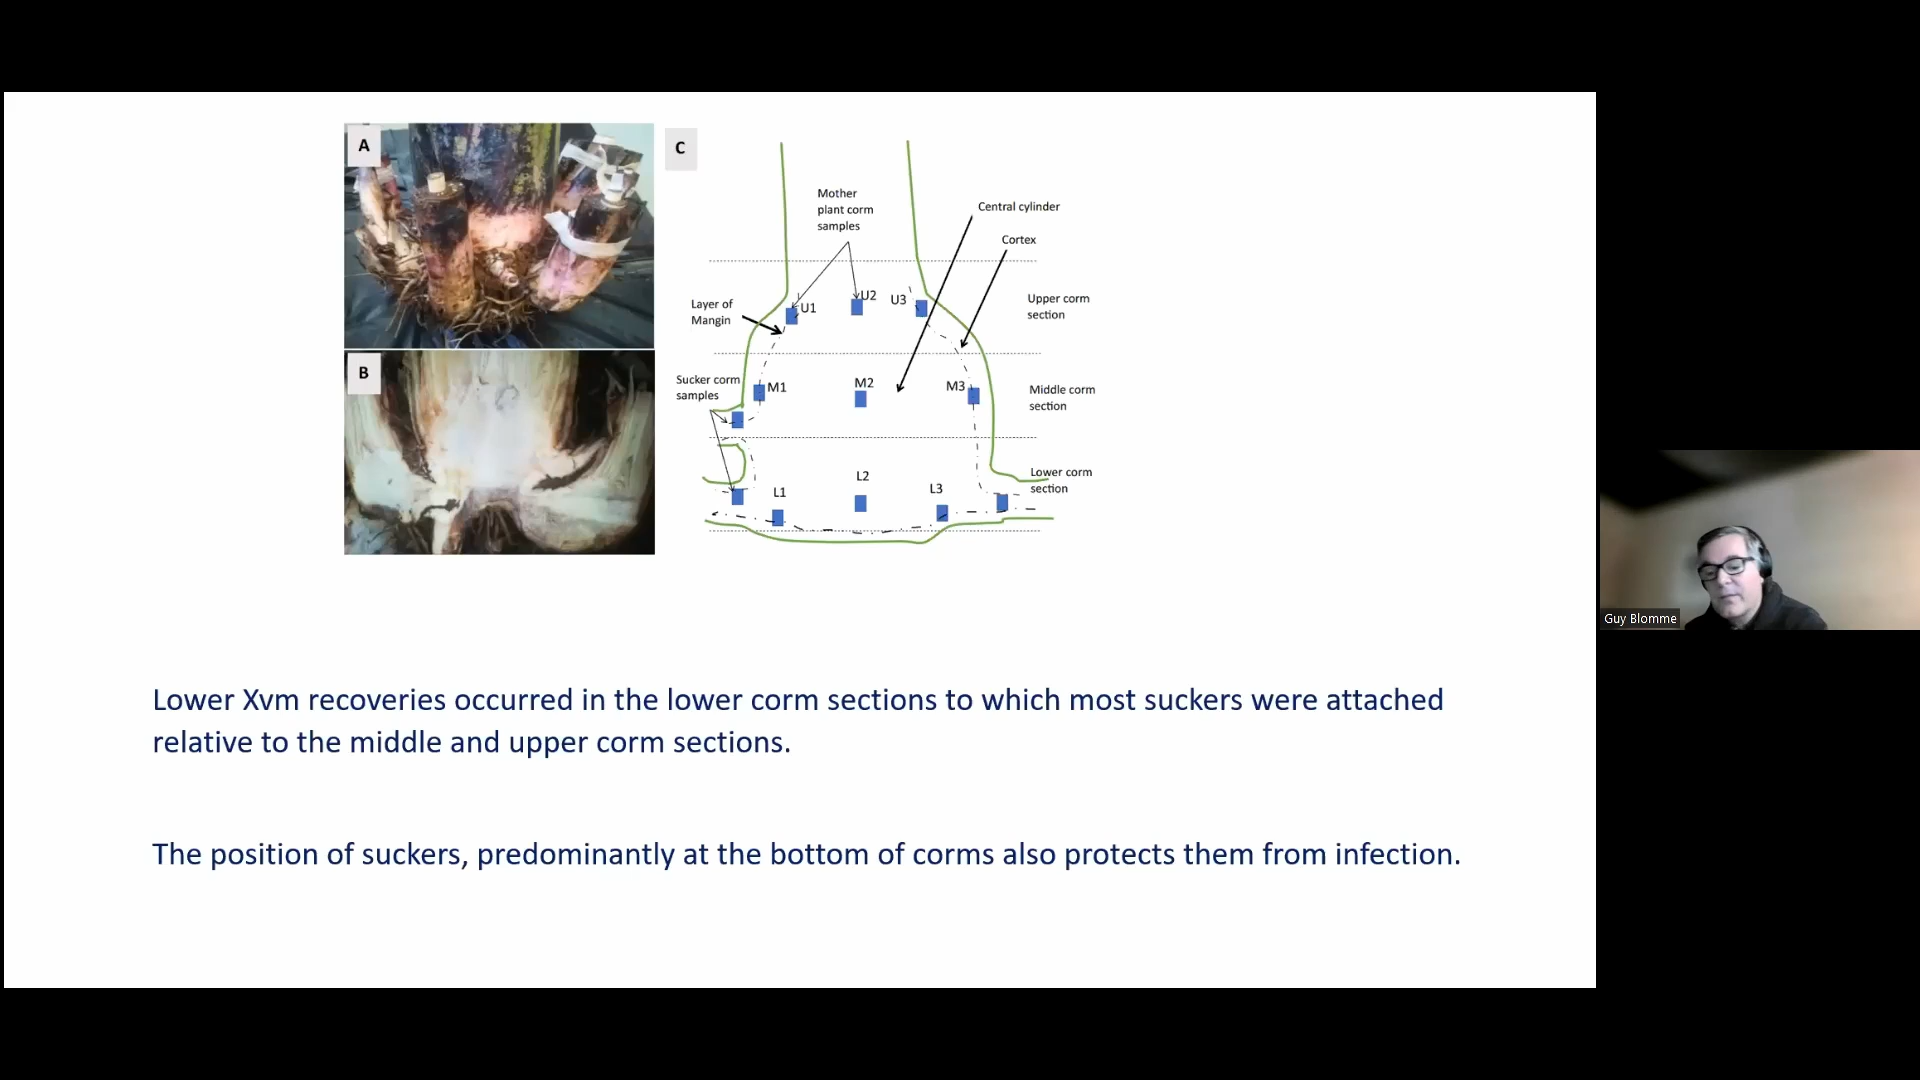 A
B
C
Mother
plant corm
samples
Central cylinder
Cortex
Layer of
Mangin
U1
U2
U3
Upper corm
section
Sucker corm
samples
M1
M2
M3
Middle corm
section
L1
L2
L3
Lower corm
section
Lower Xvm recoveries occurred in the lower corm sections to which most suckers were attached
relative to the middle and upper corm sections.
The position of suckers, predominantly at the bottom of corms also protects them from infection.
Guy Blomme